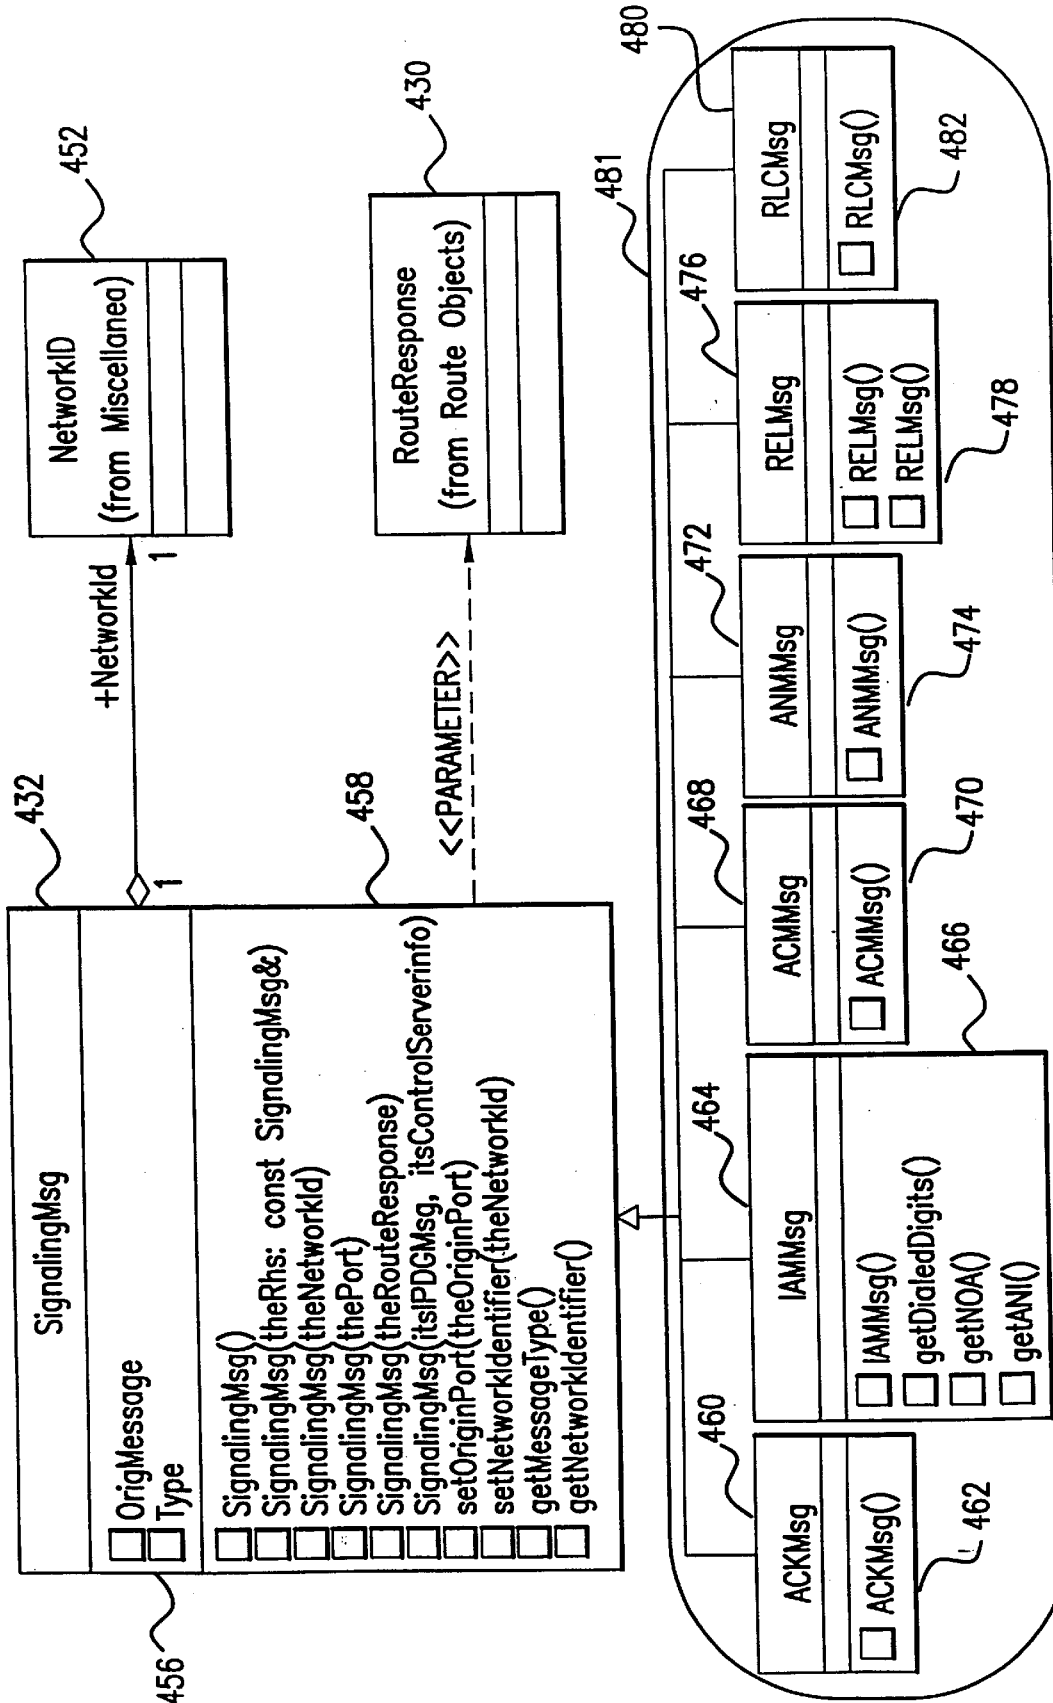 432
SignalingMsg
OrigMessage
Type
456
SignalingMsg()
SignalingMsg(theRhs: const SignalingMsg&)
SignalingMsg(theNetworkId)
SignalingMsg(thePort)
SignalingMsg(theRouteResponse)
SignalingMsg(itsIPDGMsg, itsControlServerinfo)
setOriginPort(theOriginPort)
setNetworkIdentifier(theNetworkId)
getMessageType()
getNetworkIdentifier()
458
1
+NetworkId
1
452
NetworkID
(from Miscellanea)
<<PARAMETER>>
430
RouteResponse
(from Route Objects)
481
460
ACKMsg
ACKMsg()
462
464
IAMMsg
IAMMsg()
getDialedDigits()
getNOA()
getANI()
466
468
ACMMsg
ACMMsg()
470
472
ANMMsg
ANMMsg()
474
476
RELMsg
RELMsg()
RELMsg()
478
480
RLCMsg
RLCMsg()
482